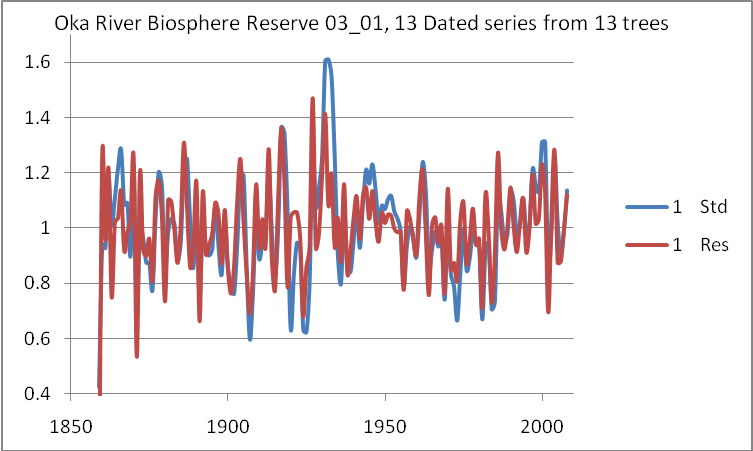 Oka River Biosphere Reserve 03_01, 13 Dated series from 13 trees
1.6
1.4
1.2
1
0.8
0.6
0.4
1850 1900 1950 2000
1 Std
1 Res